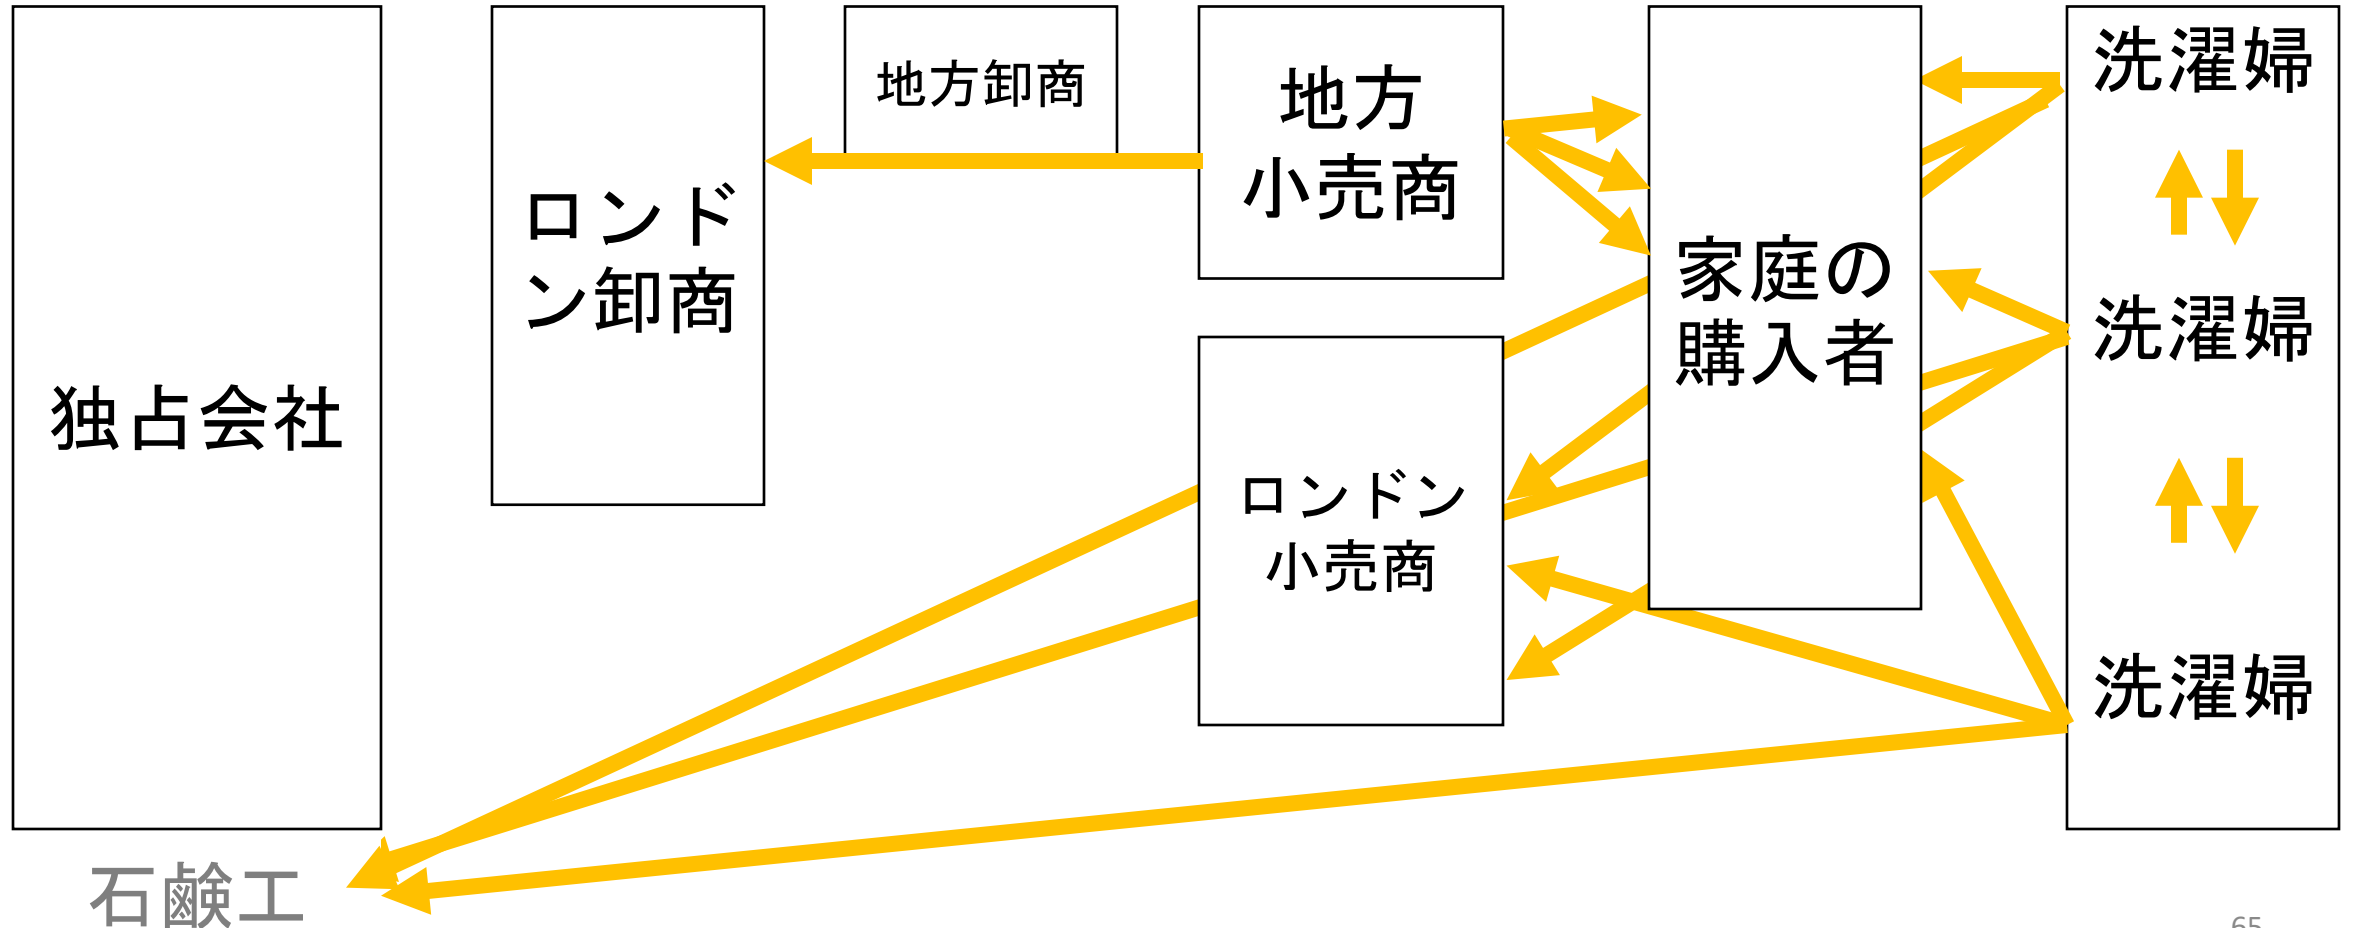 独占会社
ロンド
ン卸商
地方卸商
地方
小売商
ロンドン
小売商
家庭の
購入者
洗濯婦
洗濯婦
洗濯婦
石鹸工
65